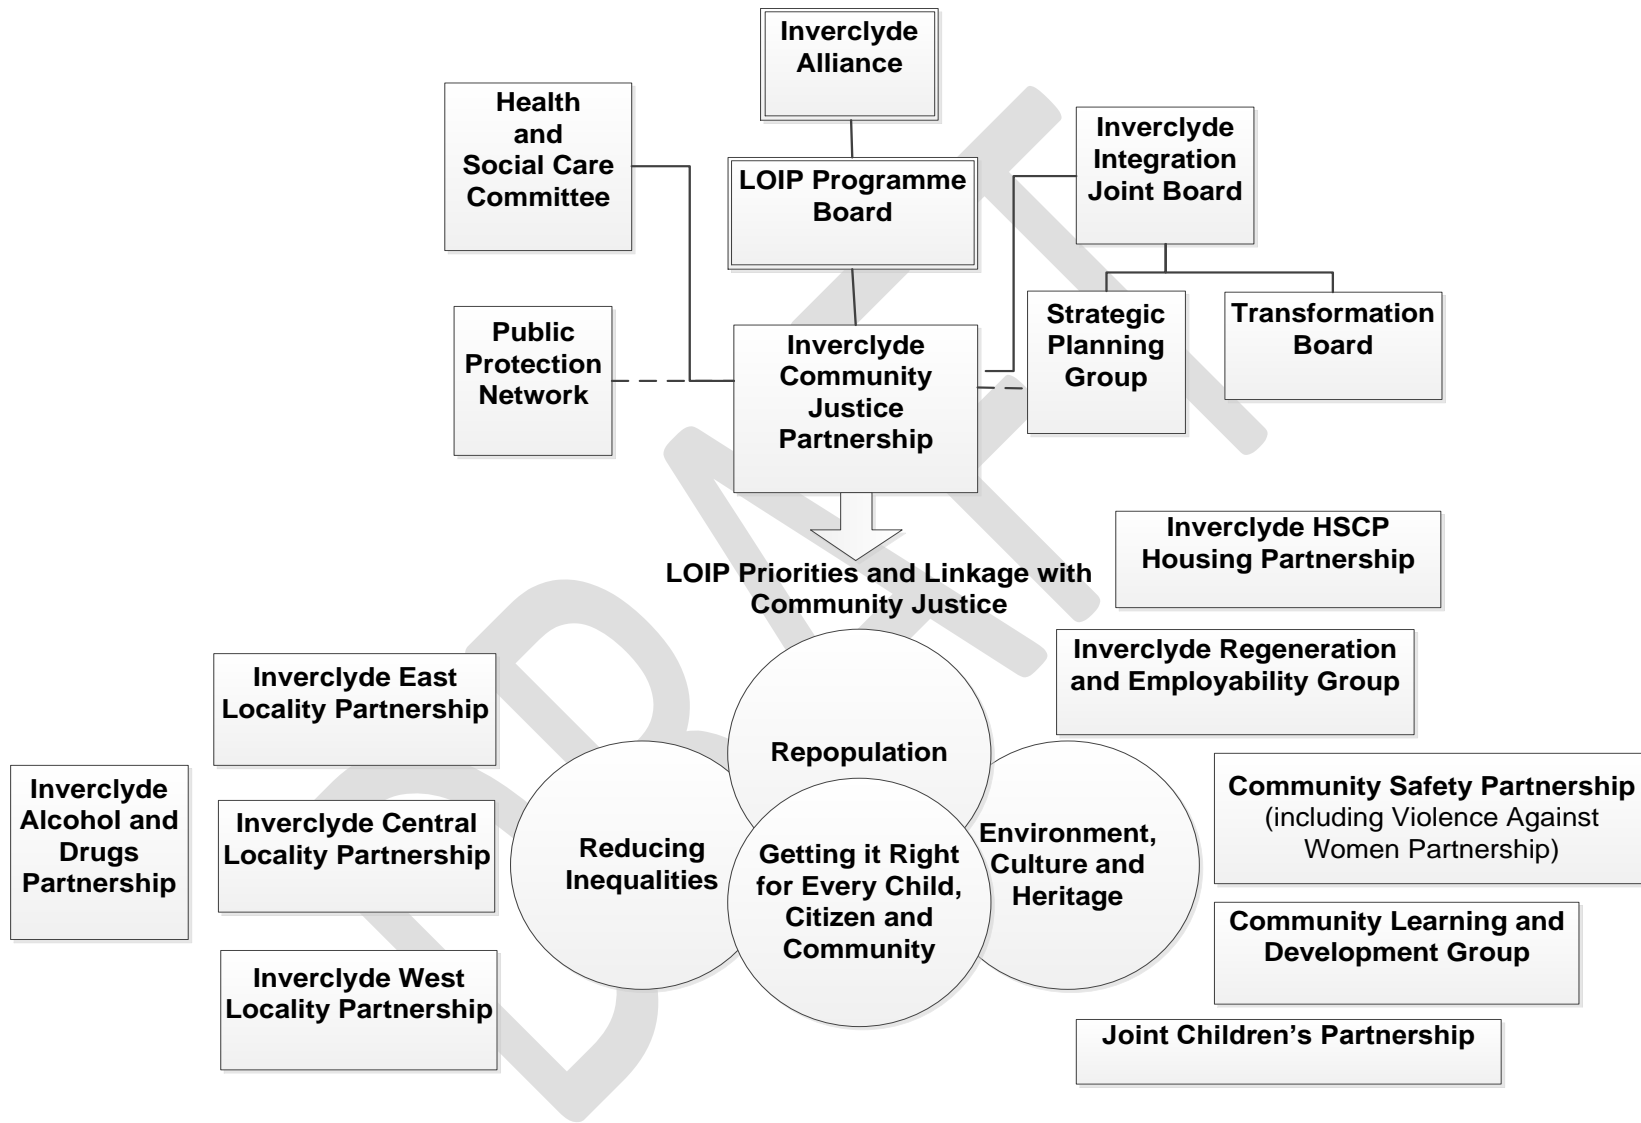 Inverclyde
Alliance
Health
and
Social Care
Committee
LOIP Programme
Board
Inverclyde
Integration
Joint Board
Public
Protection
Network
Inverclyde
Community
Justice
Partnership
Strategic
Planning
Group
Transformation
Board
LOIP Priorities and Linkage with
Community Justice
Inverclyde HSCP
Housing Partnership
Inverclyde Regeneration
and Employability Group
Inverclyde East
Locality Partnership
Inverclyde
Alcohol and
Drugs
Partnership
Inverclyde Central
Locality Partnership
Inverclyde West
Locality Partnership
Repopulation
Reducing
Inequalities
Getting it Right
for Every Child,
Citizen and
Community
Environment,
Culture and
Heritage
Community Safety Partnership
(including Violence Against
Women Partnership)
Community Learning and
Development Group
Joint Children’s Partnership
DRAFT